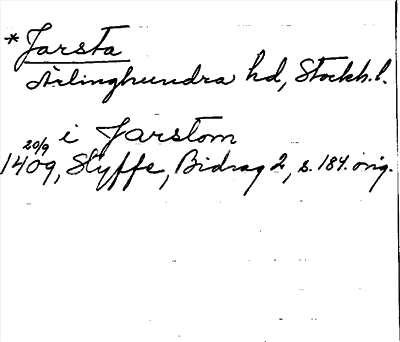 * Jarsta
Ärlinghundra hd, Stockh. l.
i Jarstom
20/9
1409, Styffe, Bidrag 2, s. 184. orig.